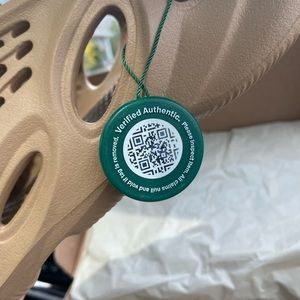 Verified Authentic. Please inspect item. All claims null and void if tag is removed.